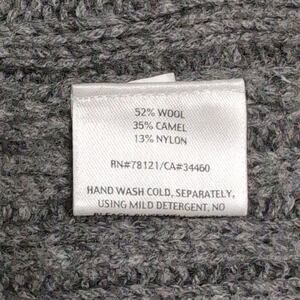 52% WOOL
35% CAMEL
13% NYLON
RN#78121/CA#34460
HAND WASH COLD, SEPARATELY,
USING MILD DETERGENT, NO